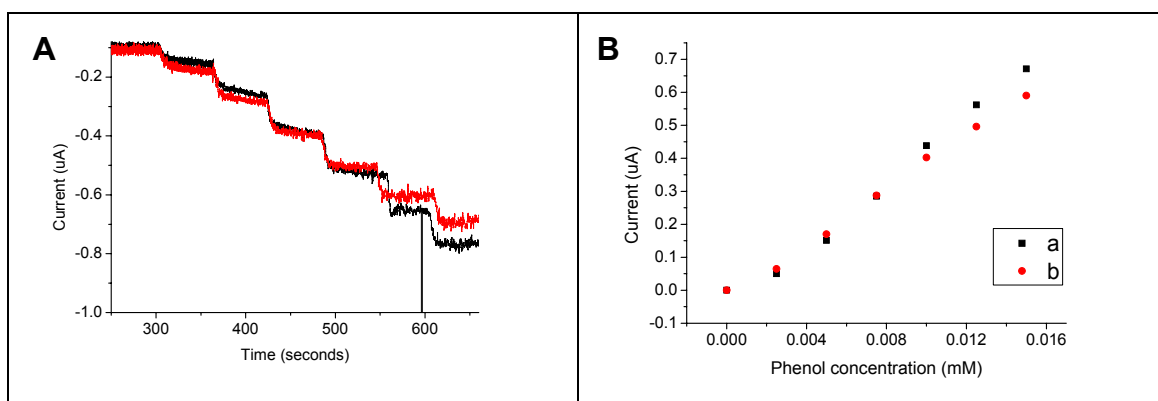 A
-0.2
-0.4
-0.6
-0.8
-1.0
Current (uA)
300
400
500
600
Time (seconds)
B
0.7
0.6
0.5
0.4
0.3
0.2
0.1
0.0
-0.1
Current (uA)
a
b
0.000
0.004
0.008
0.012
0.016
Phenol concentration (mM)